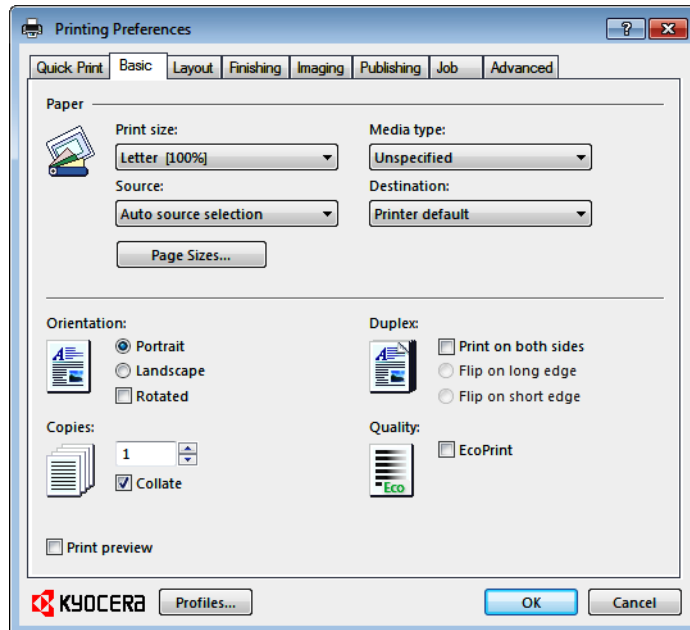 Printing Preferences
Quick Print Basic Layout Finishing Imaging Publishing Job Advanced
Paper
Print size: Media type:
Letter [100%] Unspecified
Source: Destination:
Auto source selection Printer default
Page Sizes...
Orientation: Duplex:
Portrait Print on both sides
Landscape Flip on long edge
Rotated Flip on short edge
Copies: Quality:
1 EcoPrint
Collate
Eco
Print preview
KYOCERA Profiles... OK Cancel